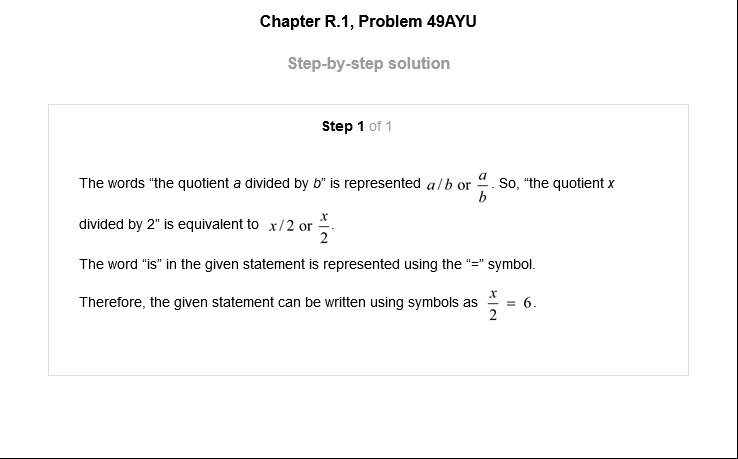 Chapter R.1, Problem 49AYU
Step-by-step solution
Step 1 of 1
The words “the quotient a divided by b” is represented a/b or a/b. So, “the quotient x
divided by 2” is equivalent to x/2 or x/2.
The word “is” in the given statement is represented using the “=” symbol.
Therefore, the given statement can be written using symbols as x/2 = 6.